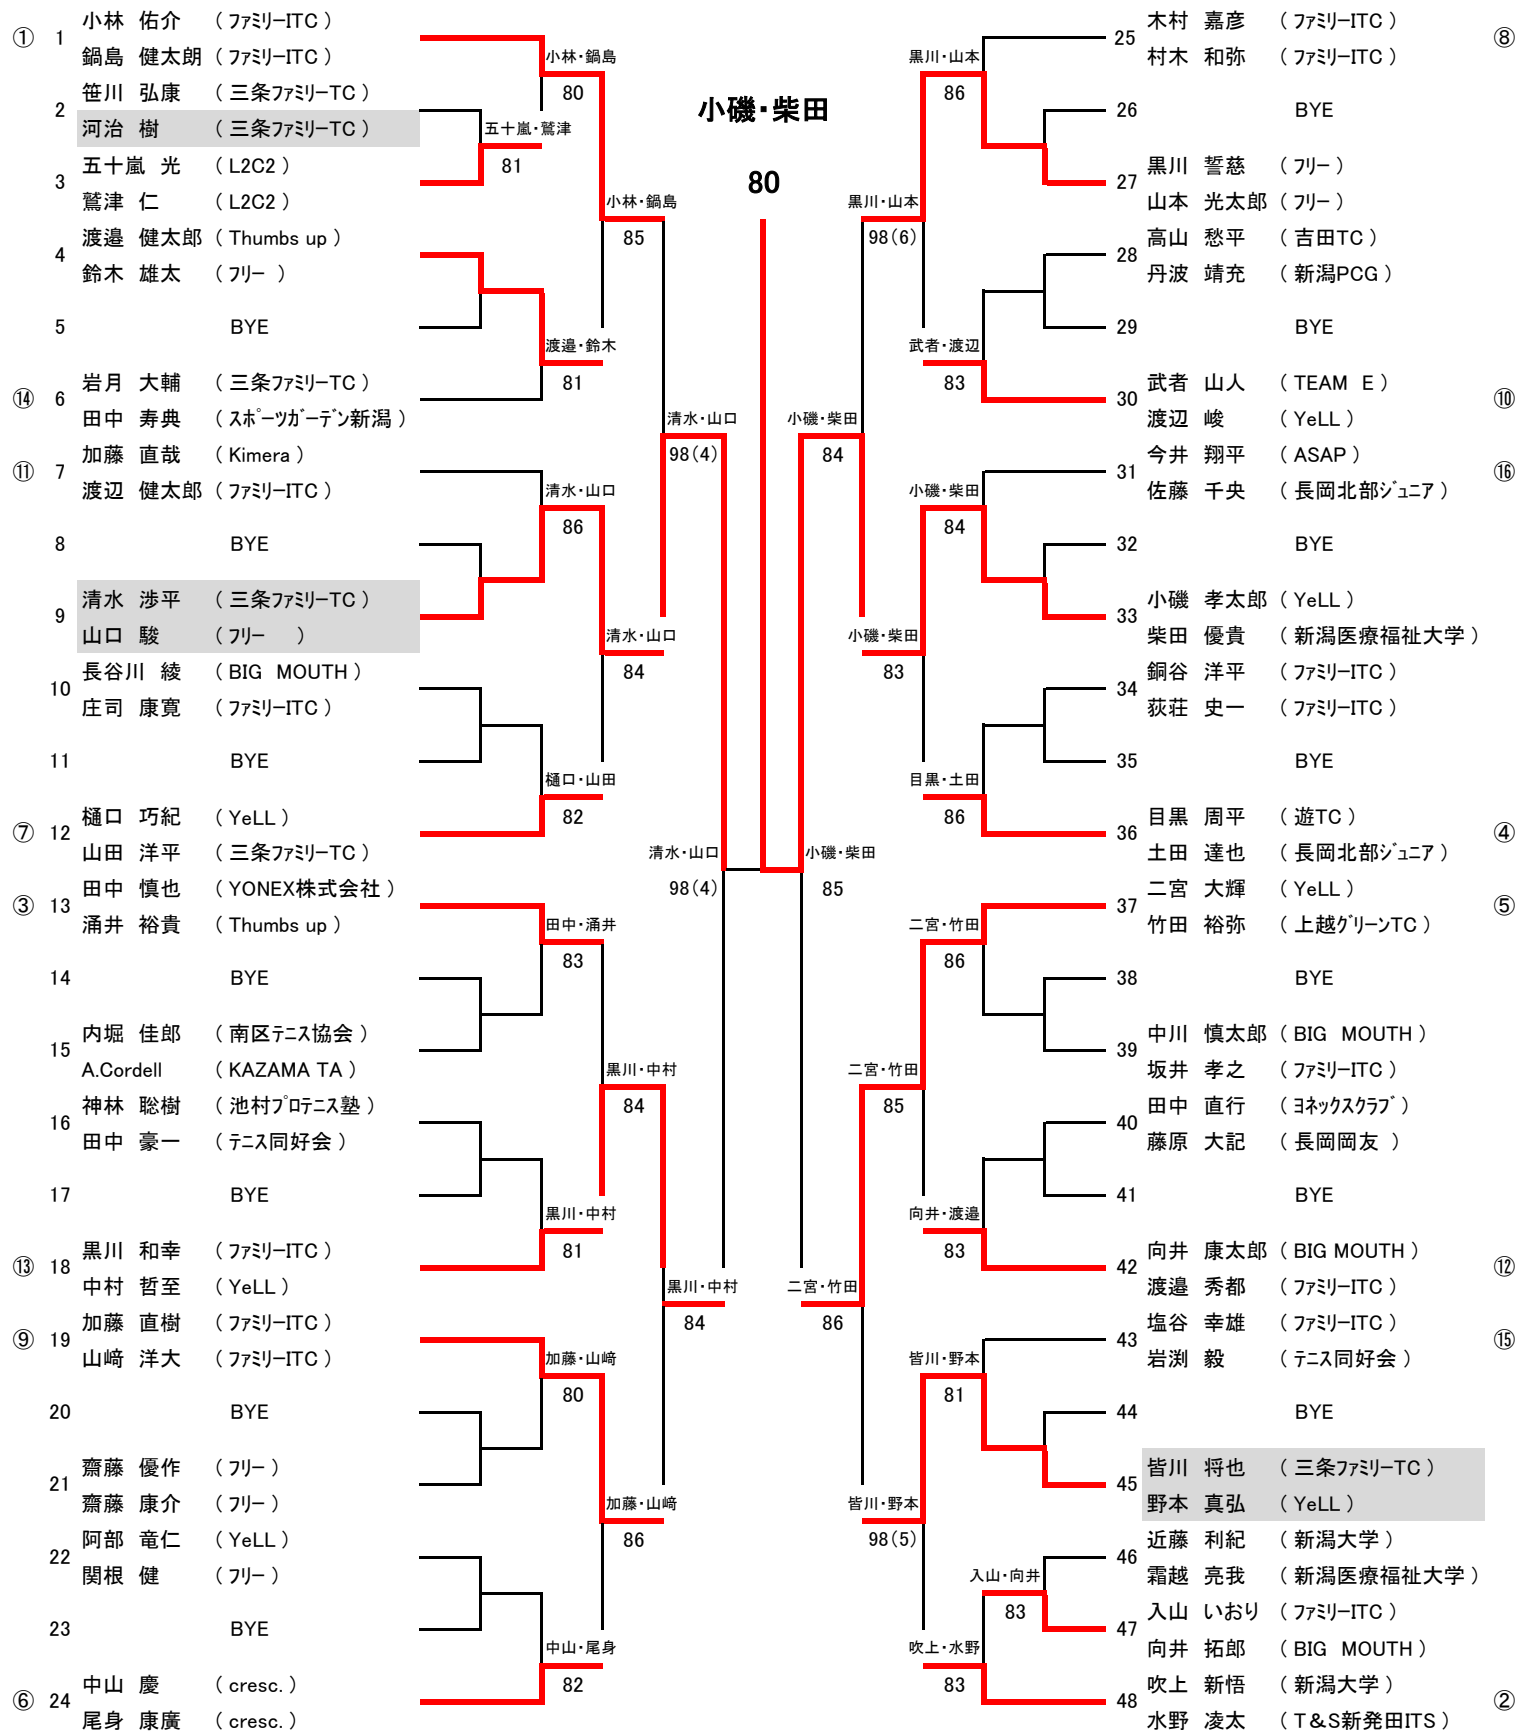 小磯・柴田
80
① 1 小林 佑介 （ ファミリーITC ）
鍋島 健太朗 （ ファミリーITC ）
2 笹川 弘康 （ 三条ファミリーTC ）
河治 樹 （ 三条ファミリーTC ）
3 五十嵐 光 （ L2C2 ）
鷲津 仁 （ L2C2 ）
4 渡邉 健太郎 （ Thumbs up ）
鈴木 雄太 （ フリー ）
5 BYE
⑭ 6 岩月 大輔 （ 三条ファミリーTC ）
田中 寿典 （ スポーツガーデン新潟 ）
⑪ 7 加藤 直哉 （ Kimera ）
渡辺 健太郎 （ ファミリーITC ）
8 BYE
9 清水 渉平 （ 三条ファミリーTC ）
山口 駿 （ フリー ）
10 長谷川 綾 （ BIG MOUTH ）
庄司 康寛 （ ファミリーITC ）
11 BYE
⑦ 12 樋口 巧紀 （ YeLL ）
山田 洋平 （ 三条ファミリーTC ）
③ 13 田中 慎也 （ YONEX株式会社 ）
涌井 裕貴 （ Thumbs up ）
14 BYE
15 内堀 佳郎 （ 南区テニス協会 ）
A.Cordell （ KAZAMA TA ）
16 神林 聡樹 （ 池村プロテニス塾 ）
田中 豪一 （ テニス同好会 ）
17 BYE
⑬ 18 黒川 和幸 （ ファミリーITC ）
中村 哲至 （ YeLL ）
⑨ 19 加藤 直樹 （ ファミリーITC ）
山﨑 洋大 （ ファミリーITC ）
20 BYE
21 齋藤 優作 （ フリー ）
齋藤 康介 （ フリー ）
22 阿部 竜仁 （ YeLL ）
関根 健 （ フリー ）
23 BYE
⑥ 24 中山 慶 （ cresc. ）
尾身 康廣 （ cresc. ）
小林・鍋島
80
五十嵐・鷲津
81
小林・鍋島
85
渡邉・鈴木
81
清水・山口
98(4)
清水・山口
86
清水・山口
84
樋口・山田
82
清水・山口
98(4)
田中・涌井
83
黒川・中村
84
黒川・中村
81
黒川・中村
84
加藤・山﨑
80
加藤・山﨑
86
中山・尾身
82
黒川・山本
86
黒川・山本
98(6)
武者・渡辺
83
小磯・柴田
84
小磯・柴田
84
小磯・柴田
83
目黒・土田
86
小磯・柴田
85
二宮・竹田
86
二宮・竹田
85
向井・渡邉
83
二宮・竹田
86
皆川・野本
81
皆川・野本
98(5)
入山・向井
83
吹上・水野
83
25 木村 嘉彦 （ ファミリーITC ） ⑧
村木 和弥 （ ファミリーITC ）
26 BYE
27 黒川 誓慈 （ フリー ）
山本 光太郎 （ フリー ）
28 高山 愁平 （ 吉田TC ）
丹波 靖充 （ 新潟PCG ）
29 BYE
30 武者 山人 （ TEAM E ） ⑩
渡辺 峻 （ YeLL ）
31 今井 翔平 （ ASAP ） ⑯
佐藤 千央 （ 長岡北部ジュニア ）
32 BYE
33 小磯 孝太郎 （ YeLL ）
柴田 優貴 （ 新潟医療福祉大学 ）
34 銅谷 洋平 （ ファミリーITC ）
荻荘 史一 （ ファミリーITC ）
35 BYE
36 目黒 周平 （ 遊TC ） ④
土田 達也 （ 長岡北部ジュニア ）
37 二宮 大輝 （ YeLL ） ⑤
竹田 裕弥 （ 上越グリーンTC ）
38 BYE
39 中川 慎太郎 （ BIG MOUTH ）
坂井 孝之 （ ファミリーITC ）
40 田中 直行 （ ヨネックスクラブ ）
藤原 大記 （ 長岡岡友 ）
41 BYE
42 向井 康太郎 （ BIG MOUTH ） ⑫
渡邉 秀都 （ ファミリーITC ）
43 塩谷 幸雄 （ ファミリーITC ） ⑮
岩渕 毅 （ テニス同好会 ）
44 BYE
45 皆川 将也 （ 三条ファミリーTC ）
野本 真弘 （ YeLL ）
46 近藤 利紀 （ 新潟大学 ）
霜越 亮我 （ 新潟医療福祉大学 ）
47 入山 いおり （ ファミリーITC ）
向井 拓郎 （ BIG MOUTH ）
48 吹上 新悟 （ 新潟大学 ） ②
水野 凌太 （ T＆S新発田ITS ）